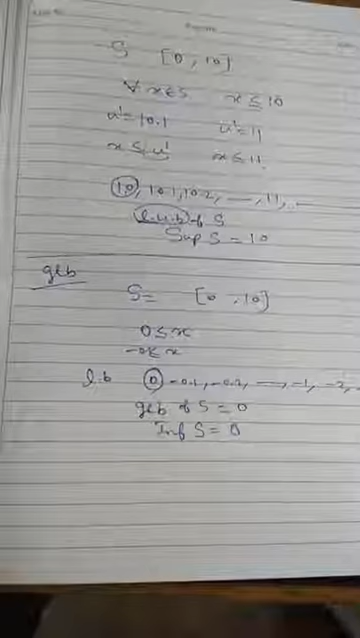 S [0, 10]
∀ x ∈ S x ≤ 10
u' = 10.1 u' = 11
x ≤ u' x ≤ 11
10, 10.1, 10.2, ---, 11, --
l.u.b of S
Sup S = 10
glb
S = [0, 10]
0 ≤ x
l.b 0, -0.1, -0.2, ---, -1, -2,
glb of S = 0
Inf S = 0